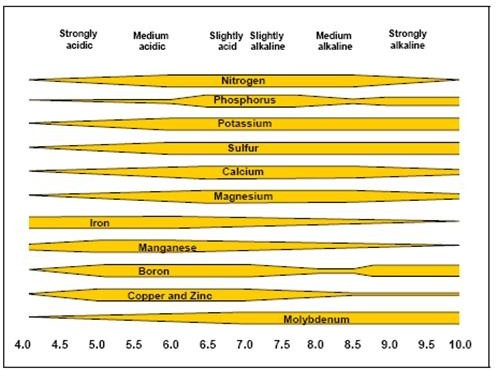 Strongly acidic
Medium acidic
Slightly acid
Slightly alkaline
Medium alkaline
Strongly alkaline
Nitrogen
Phosphorus
Potassium
Sulfur
Calcium
Magnesium
Iron
Manganese
Boron
Copper and Zinc
Molybdenum
4.0 4.5 5.0 5.5 6.0 6.5 7.0 7.5 8.0 8.5 9.0 9.5 10.0